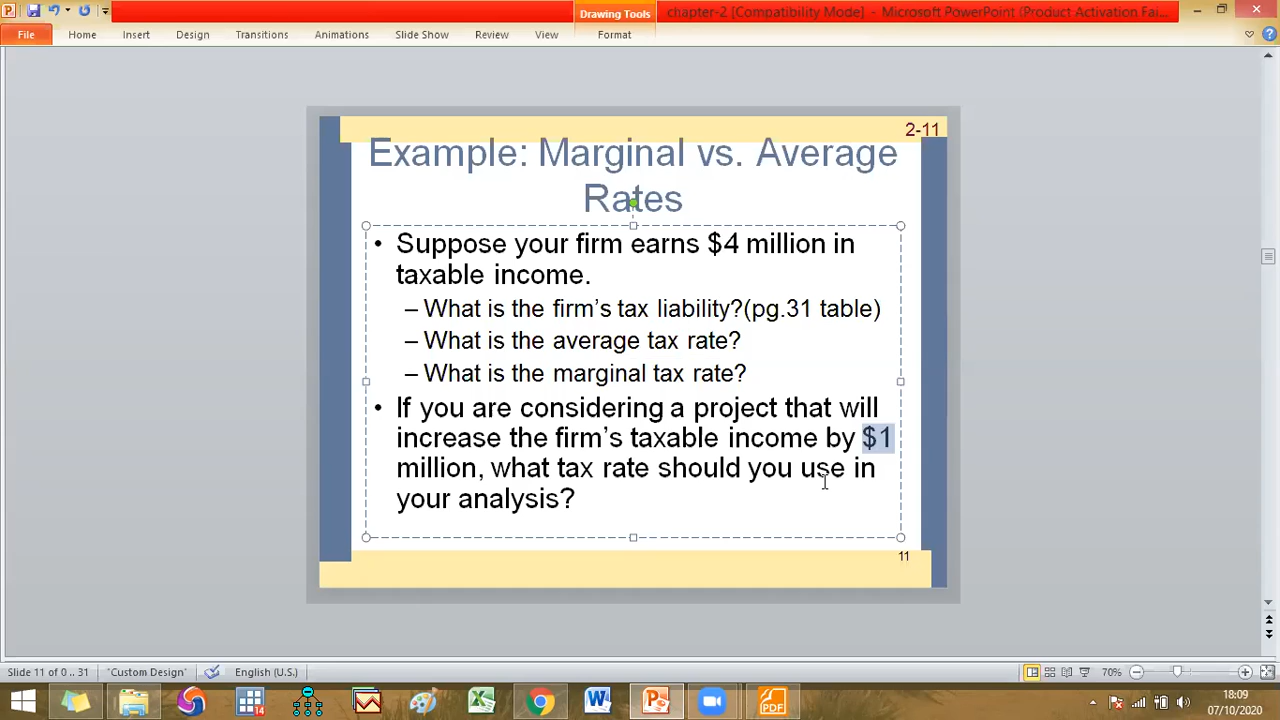 Drawing Tools
chapter-2 [Compatibility Mode] - Microsoft PowerPoint (Product Activation Fai...
File Home Insert Design Transitions Animations Slide Show Review View Format
2-11
Example: Marginal vs. Average
Rates
• Suppose your firm earns $4 million in
taxable income.
– What is the firm's tax liability?(pg.31 table)
– What is the average tax rate?
– What is the marginal tax rate?
• If you are considering a project that will
increase the firm's taxable income by $1
million, what tax rate should you use in
your analysis?
11
Slide 11 of 0 .. 31 "Custom Design" English (U.S.) 70%
14
PDF
18:09
07/10/2020